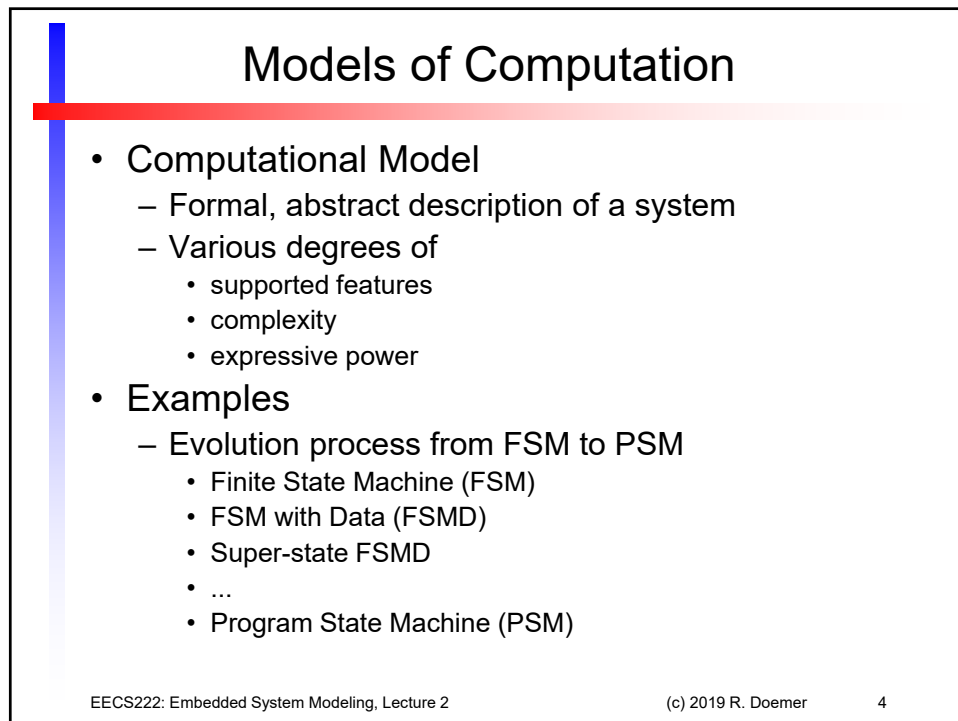 Models of Computation
• Computational Model
– Formal, abstract description of a system
– Various degrees of
• supported features
• complexity
• expressive power
• Examples
– Evolution process from FSM to PSM
• Finite State Machine (FSM)
• FSM with Data (FSMD)
• Super-state FSMD
• ...
• Program State Machine (PSM)
EECS222: Embedded System Modeling, Lecture 2 (c) 2019 R. Doemer 4